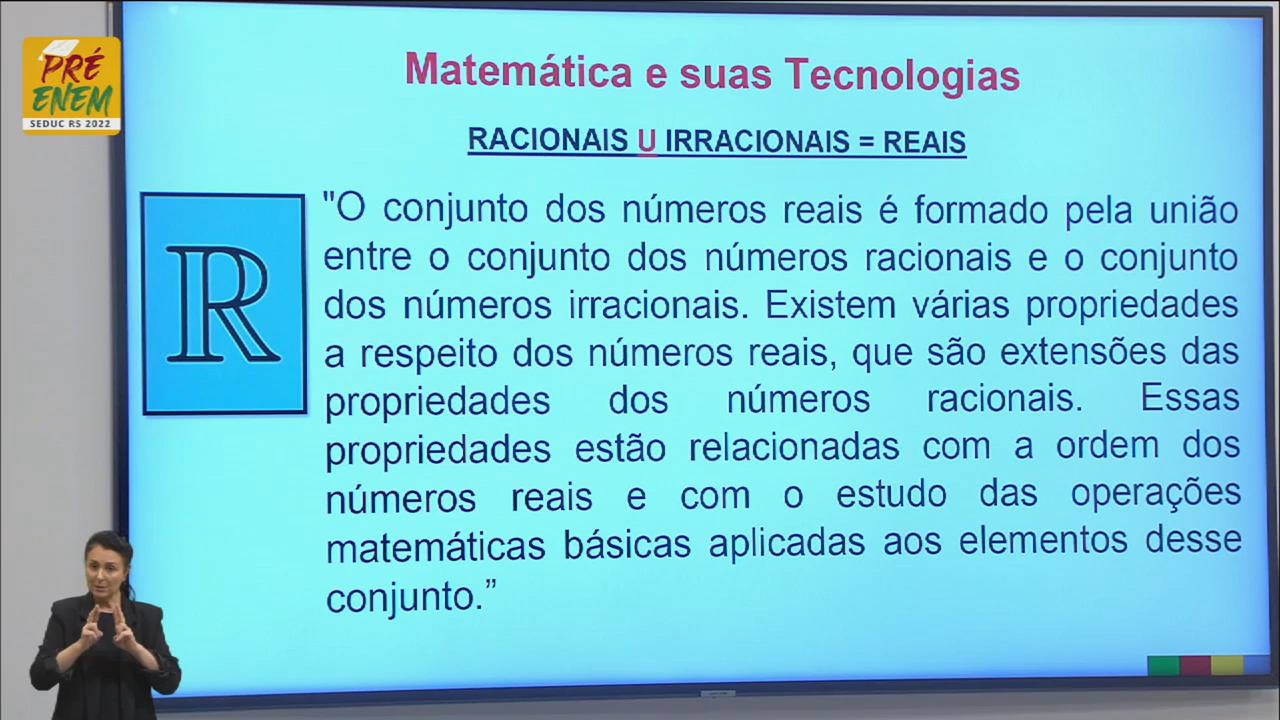 PRÉ
ENEM
SEDUC RS 2022
Matemática e suas Tecnologias
RACIONAIS U IRRACIONAIS = REAIS
ℝ
"O conjunto dos números reais é formado pela união
entre o conjunto dos números racionais e o conjunto
dos números irracionais. Existem várias propriedades
a respeito dos números reais, que são extensões das
propriedades dos números racionais. Essas
propriedades estão relacionadas com a ordem dos
números reais e com o estudo das operações
matemáticas básicas aplicadas aos elementos desse
conjunto.”